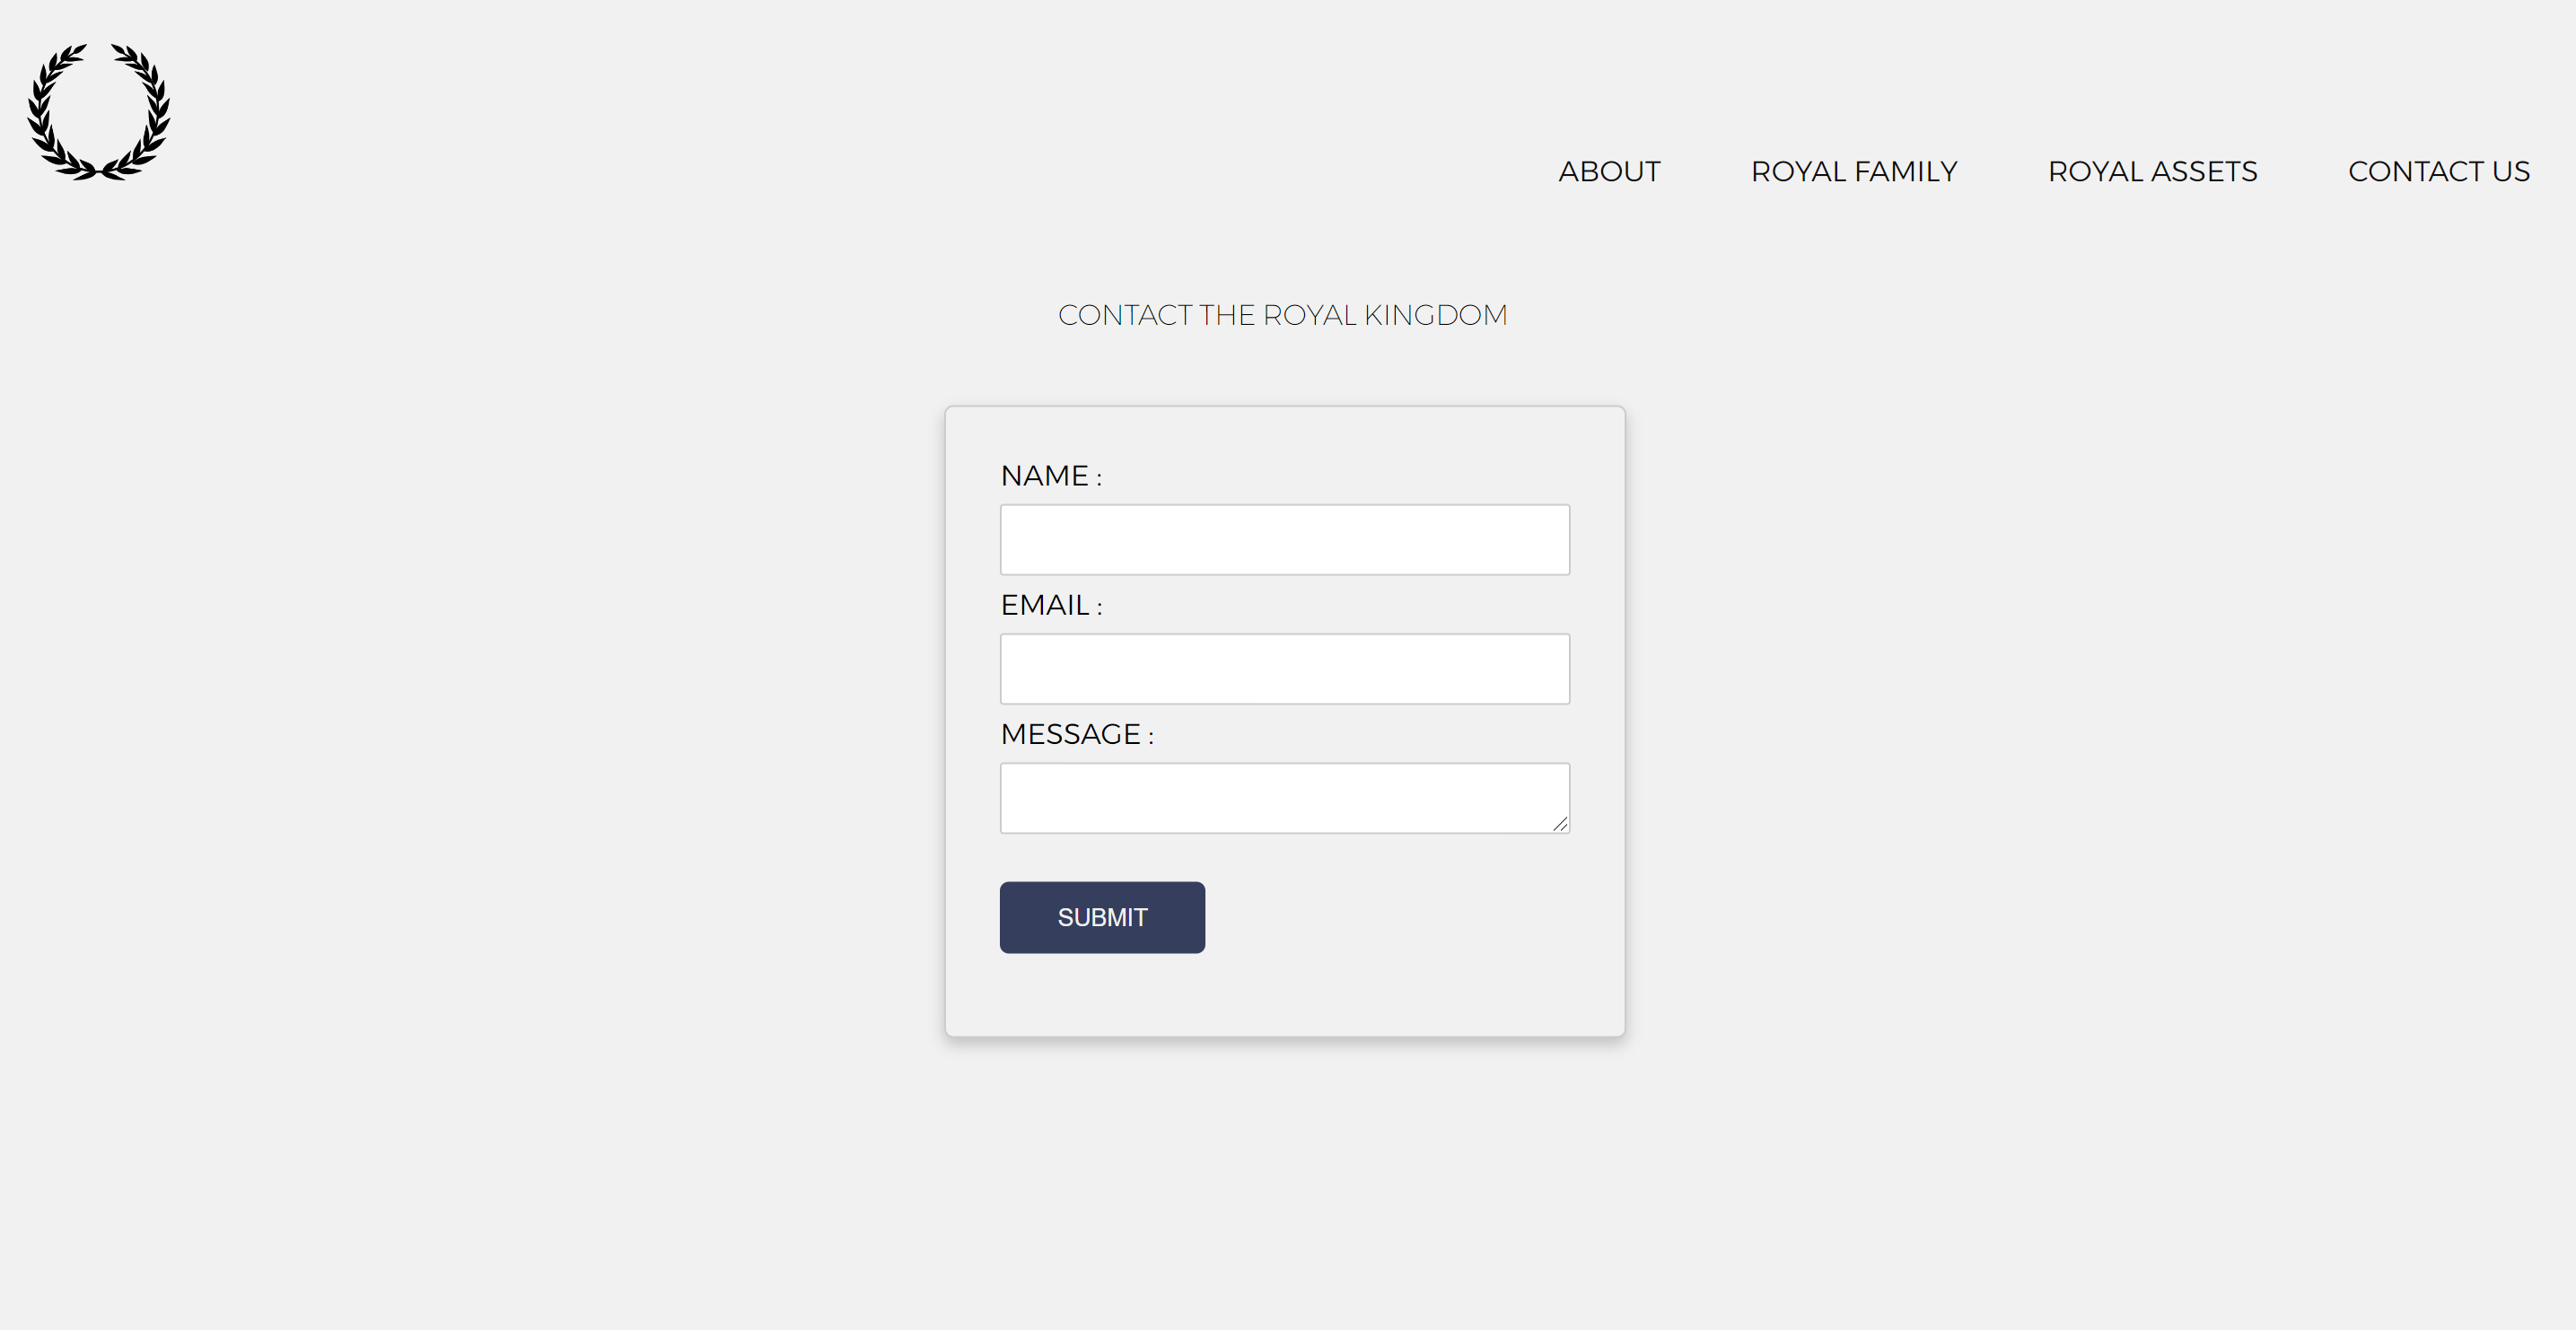 ABOUT ROYAL FAMILY ROYAL ASSETS CONTACT US
CONTACT THE ROYAL KINGDOM
NAME :
EMAIL :
MESSAGE :
SUBMIT